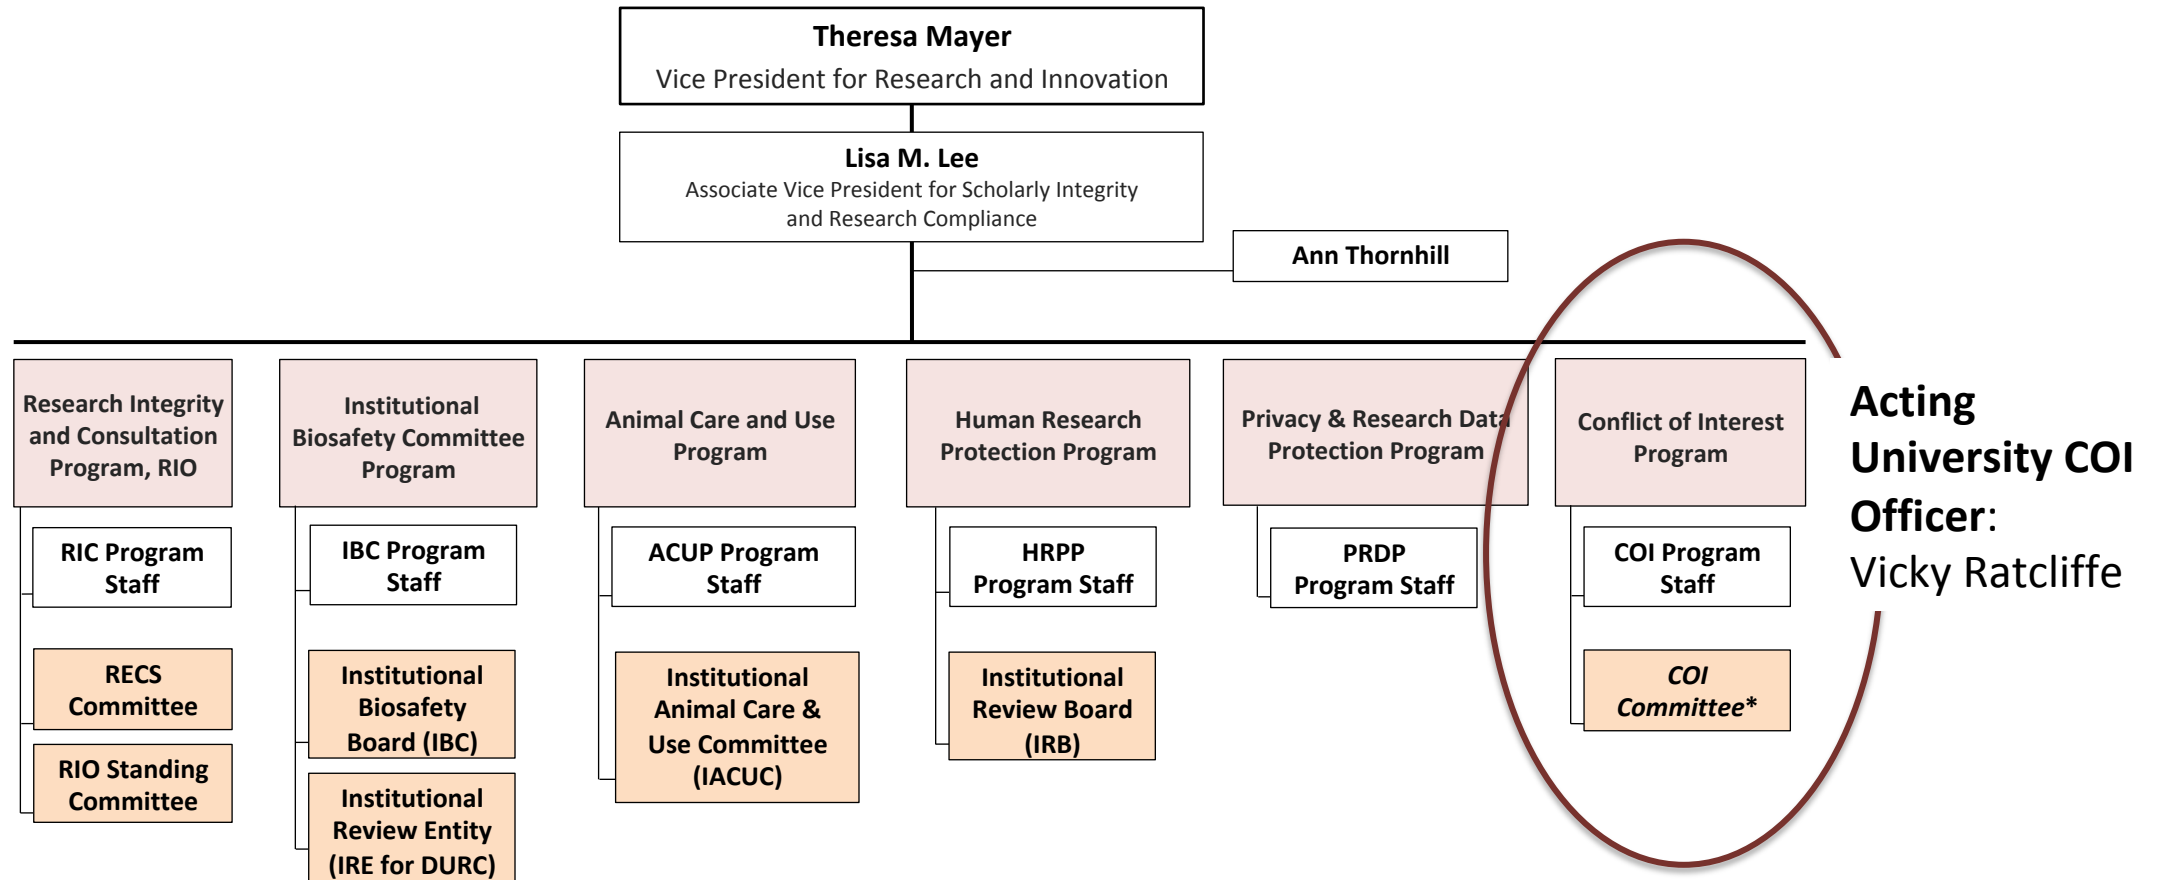 Theresa Mayer
Vice President for Research and Innovation
Lisa M. Lee
Associate Vice President for Scholarly Integrity
and Research Compliance
Ann Thornhill
Research Integrity
and Consultation
Program, RIO
Institutional
Biosafety Committee
Program
Animal Care and Use
Program
Human Research
Protection Program
Privacy & Research Data
Protection Program
Conflict of Interest
Program
Acting
University COI
Officer:
Vicky Ratcliffe
RIC Program
Staff
IBC Program
Staff
ACUP Program
Staff
HRPP
Program Staff
PRDP
Program Staff
COI Program
Staff
RECS
Committee
RIO Standing
Committee
Institutional
Biosafety
Board (IBC)
Institutional
Review Entity
(IRE for DURC)
Institutional
Animal Care &
Use Committee
(IACUC)
Institutional
Review Board
(IRB)
COI
Committee*